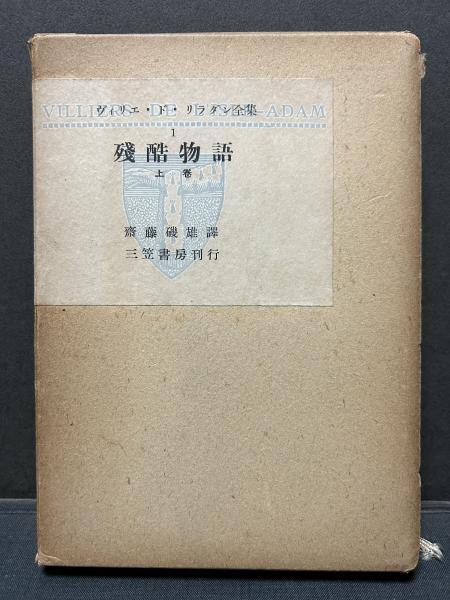 VILLIERS DE L'ISLE-ADAM
ヴィリエ・ド・リラダン全集
1
殘酷物語
上卷
齋藤磯雄譯
三笠書房刊行